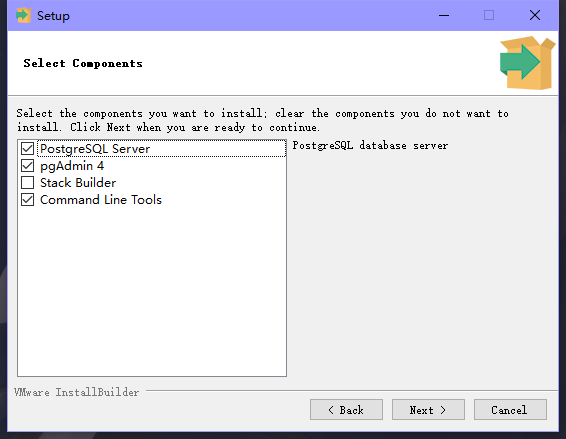 Setup
Select Components
Select the components you want to install; clear the components you do not want to
install. Click Next when you are ready to continue.
PostgreSQL Server
pgAdmin 4
Stack Builder
Command Line Tools
PostgreSQL database server
VMware InstallBuilder
< Back
Next >
Cancel